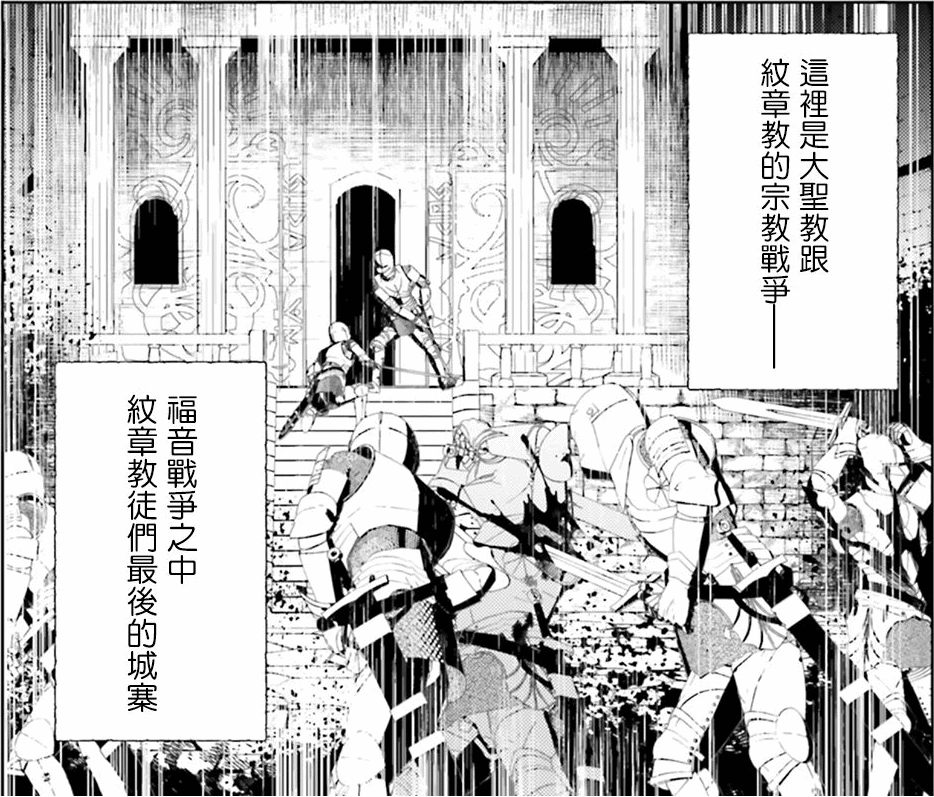 這裡是大聖教跟
紋章教的宗教戰爭——
福音戰爭之中
紋章教徒們最後的城寨